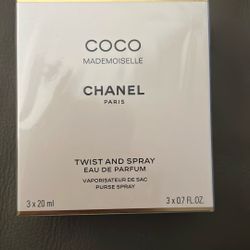 COCO
MADEMOISELLE
CHANEL
PARIS
TWIST AND SPRAY
EAU DE PARFUM
VAPORISATEUR DE SAC
PURSE SPRAY
3 x 20 ml 3 x 0.7 FL.OZ.